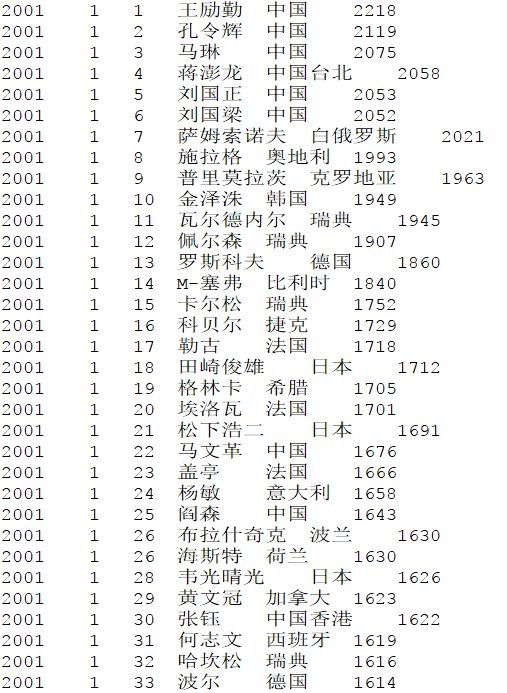 2001 1 1 王励勤 中国 2218
2001 1 2 孔令辉 中国 2119
2001 1 3 马琳 中国 2075
2001 1 4 蒋澎龙 中国台北 2058
2001 1 5 刘国正 中国 2053
2001 1 6 刘国梁 中国 2052
2001 1 7 萨姆索诺夫 白俄罗斯 2021
2001 1 8 施拉格 奥地利 1993
2001 1 9 普里莫拉茨 克罗地亚 1963
2001 1 10 金泽洙 韩国 1949
2001 1 11 瓦尔德内尔 瑞典 1945
2001 1 12 佩尔森 瑞典 1907
2001 1 13 罗斯科夫 德国 1860
2001 1 14 M-塞弗 比利时 1840
2001 1 15 卡尔松 瑞典 1752
2001 1 16 科贝尔 捷克 1729
2001 1 17 勒古 法国 1718
2001 1 18 田崎俊雄 日本 1712
2001 1 19 格林卡 希腊 1705
2001 1 20 埃洛瓦 法国 1701
2001 1 21 松下浩二 日本 1691
2001 1 22 马文革 中国 1676
2001 1 23 盖亭 法国 1666
2001 1 24 杨敏 意大利 1658
2001 1 25 阎森 中国 1643
2001 1 26 布拉什奇克 波兰 1630
2001 1 26 海斯特 荷兰 1630
2001 1 28 韦光晴光 日本 1626
2001 1 29 黄文冠 加拿大 1623
2001 1 30 张钰 中国香港 1622
2001 1 31 何志文 西班牙 1619
2001 1 32 哈坎松 瑞典 1616
2001 1 33 波尔 德国 1614